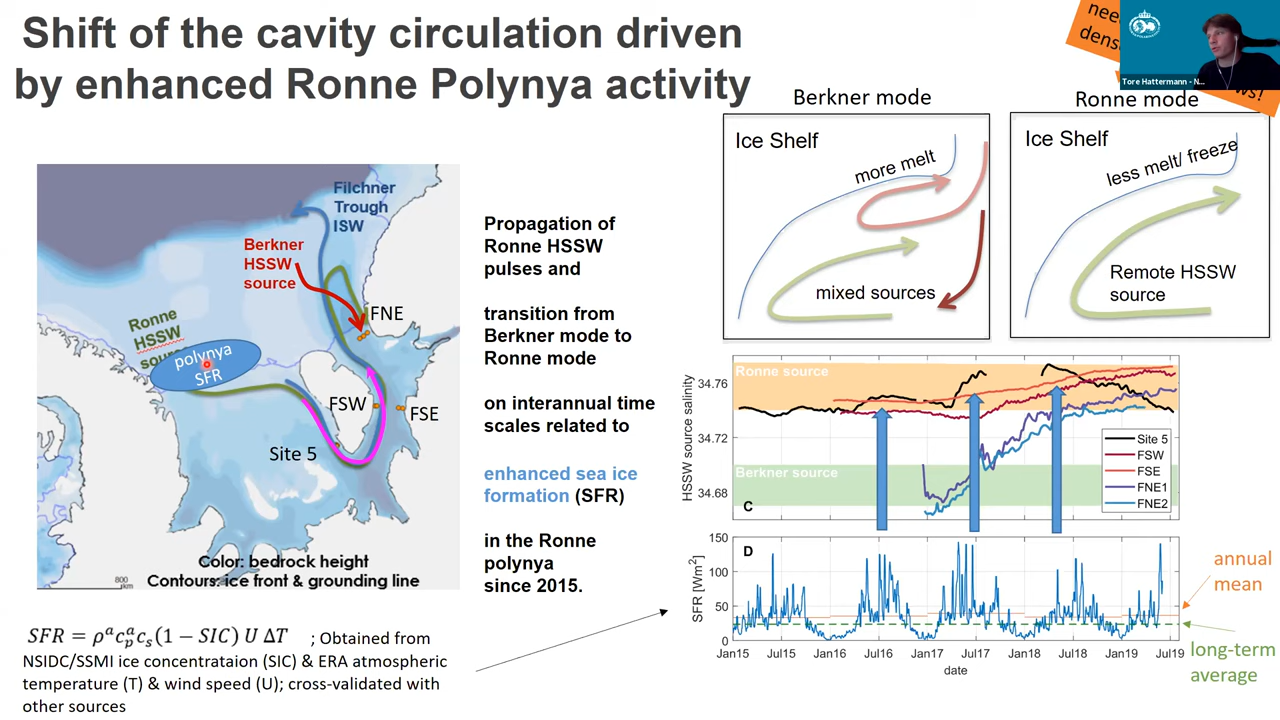 Shift of the cavity circulation driven
by enhanced Ronne Polynya activity
Tore Hattermann - N...
Berkner mode
Ronne mode
Ice Shelf
more melt
mixed sources
Ice Shelf
less melt/ freeze
Remote HSSW
source
Filchner
Trough
ISW
Berkner
HSSW
source
FNE
Ronne
HSSW
polynya
SFR
FSW
FSE
Site 5
Color: bedrock height
Contours: ice front & grounding line
800
km
Propagation of
Ronne HSSW
pulses and
transition from
Berkner mode to
Ronne mode
on interannual time
scales related to
enhanced sea ice
formation (SFR)
in the Ronne
polynya
since 2015.
HSSW source salinity
34.76
34.72
34.68
Ronne source
Berkner source
C
Site 5
FSW
FSE
FNE1
FNE2
SFR [Wm²]
150
100
50
0
D
Jan15 Jul15 Jan16 Jul16 Jan17 Jul17 Jan18 Jul18 Jan19 Jul19
date
annual
mean
long-term
average
SFR = ρᵃcₚᵃcₛ(1 − SIC) U ΔT ; Obtained from
NSIDC/SSMI ice concentrataion (SIC) & ERA atmospheric
temperature (T) & wind speed (U); cross-validated with
other sources